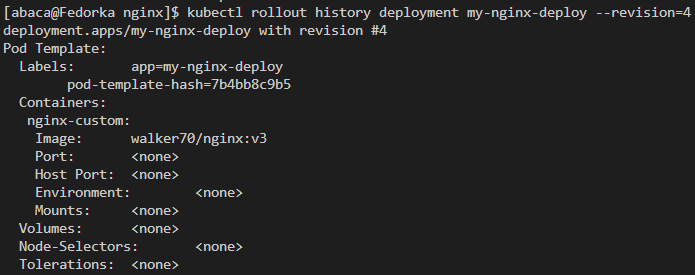 [abaca@Fedorka nginx]$ kubectl rollout history deployment my-nginx-deploy --revision=4
deployment.apps/my-nginx-deploy with revision #4
Pod Template:
  Labels:       app=my-nginx-deploy
        pod-template-hash=7b4bb8c9b5
  Containers:
   nginx-custom:
    Image:      walker70/nginx:v3
    Port:       <none>
    Host Port:  <none>
    Environment:        <none>
    Mounts:     <none>
  Volumes:      <none>
  Node-Selectors:       <none>
  Tolerations:  <none>